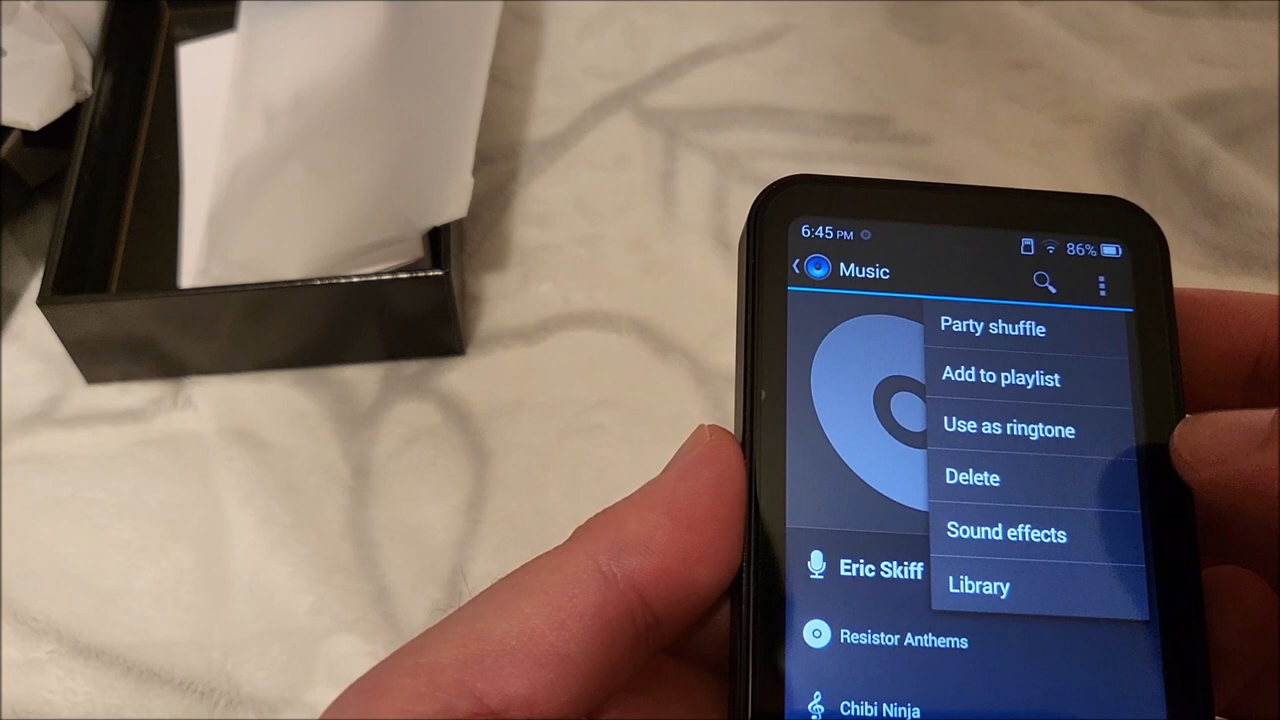 6:45 PM 86%
Music
Party shuffle
Add to playlist
Use as ringtone
Delete
Sound effects
Library
Eric Skiff
Resistor Anthems
Chibi Ninja